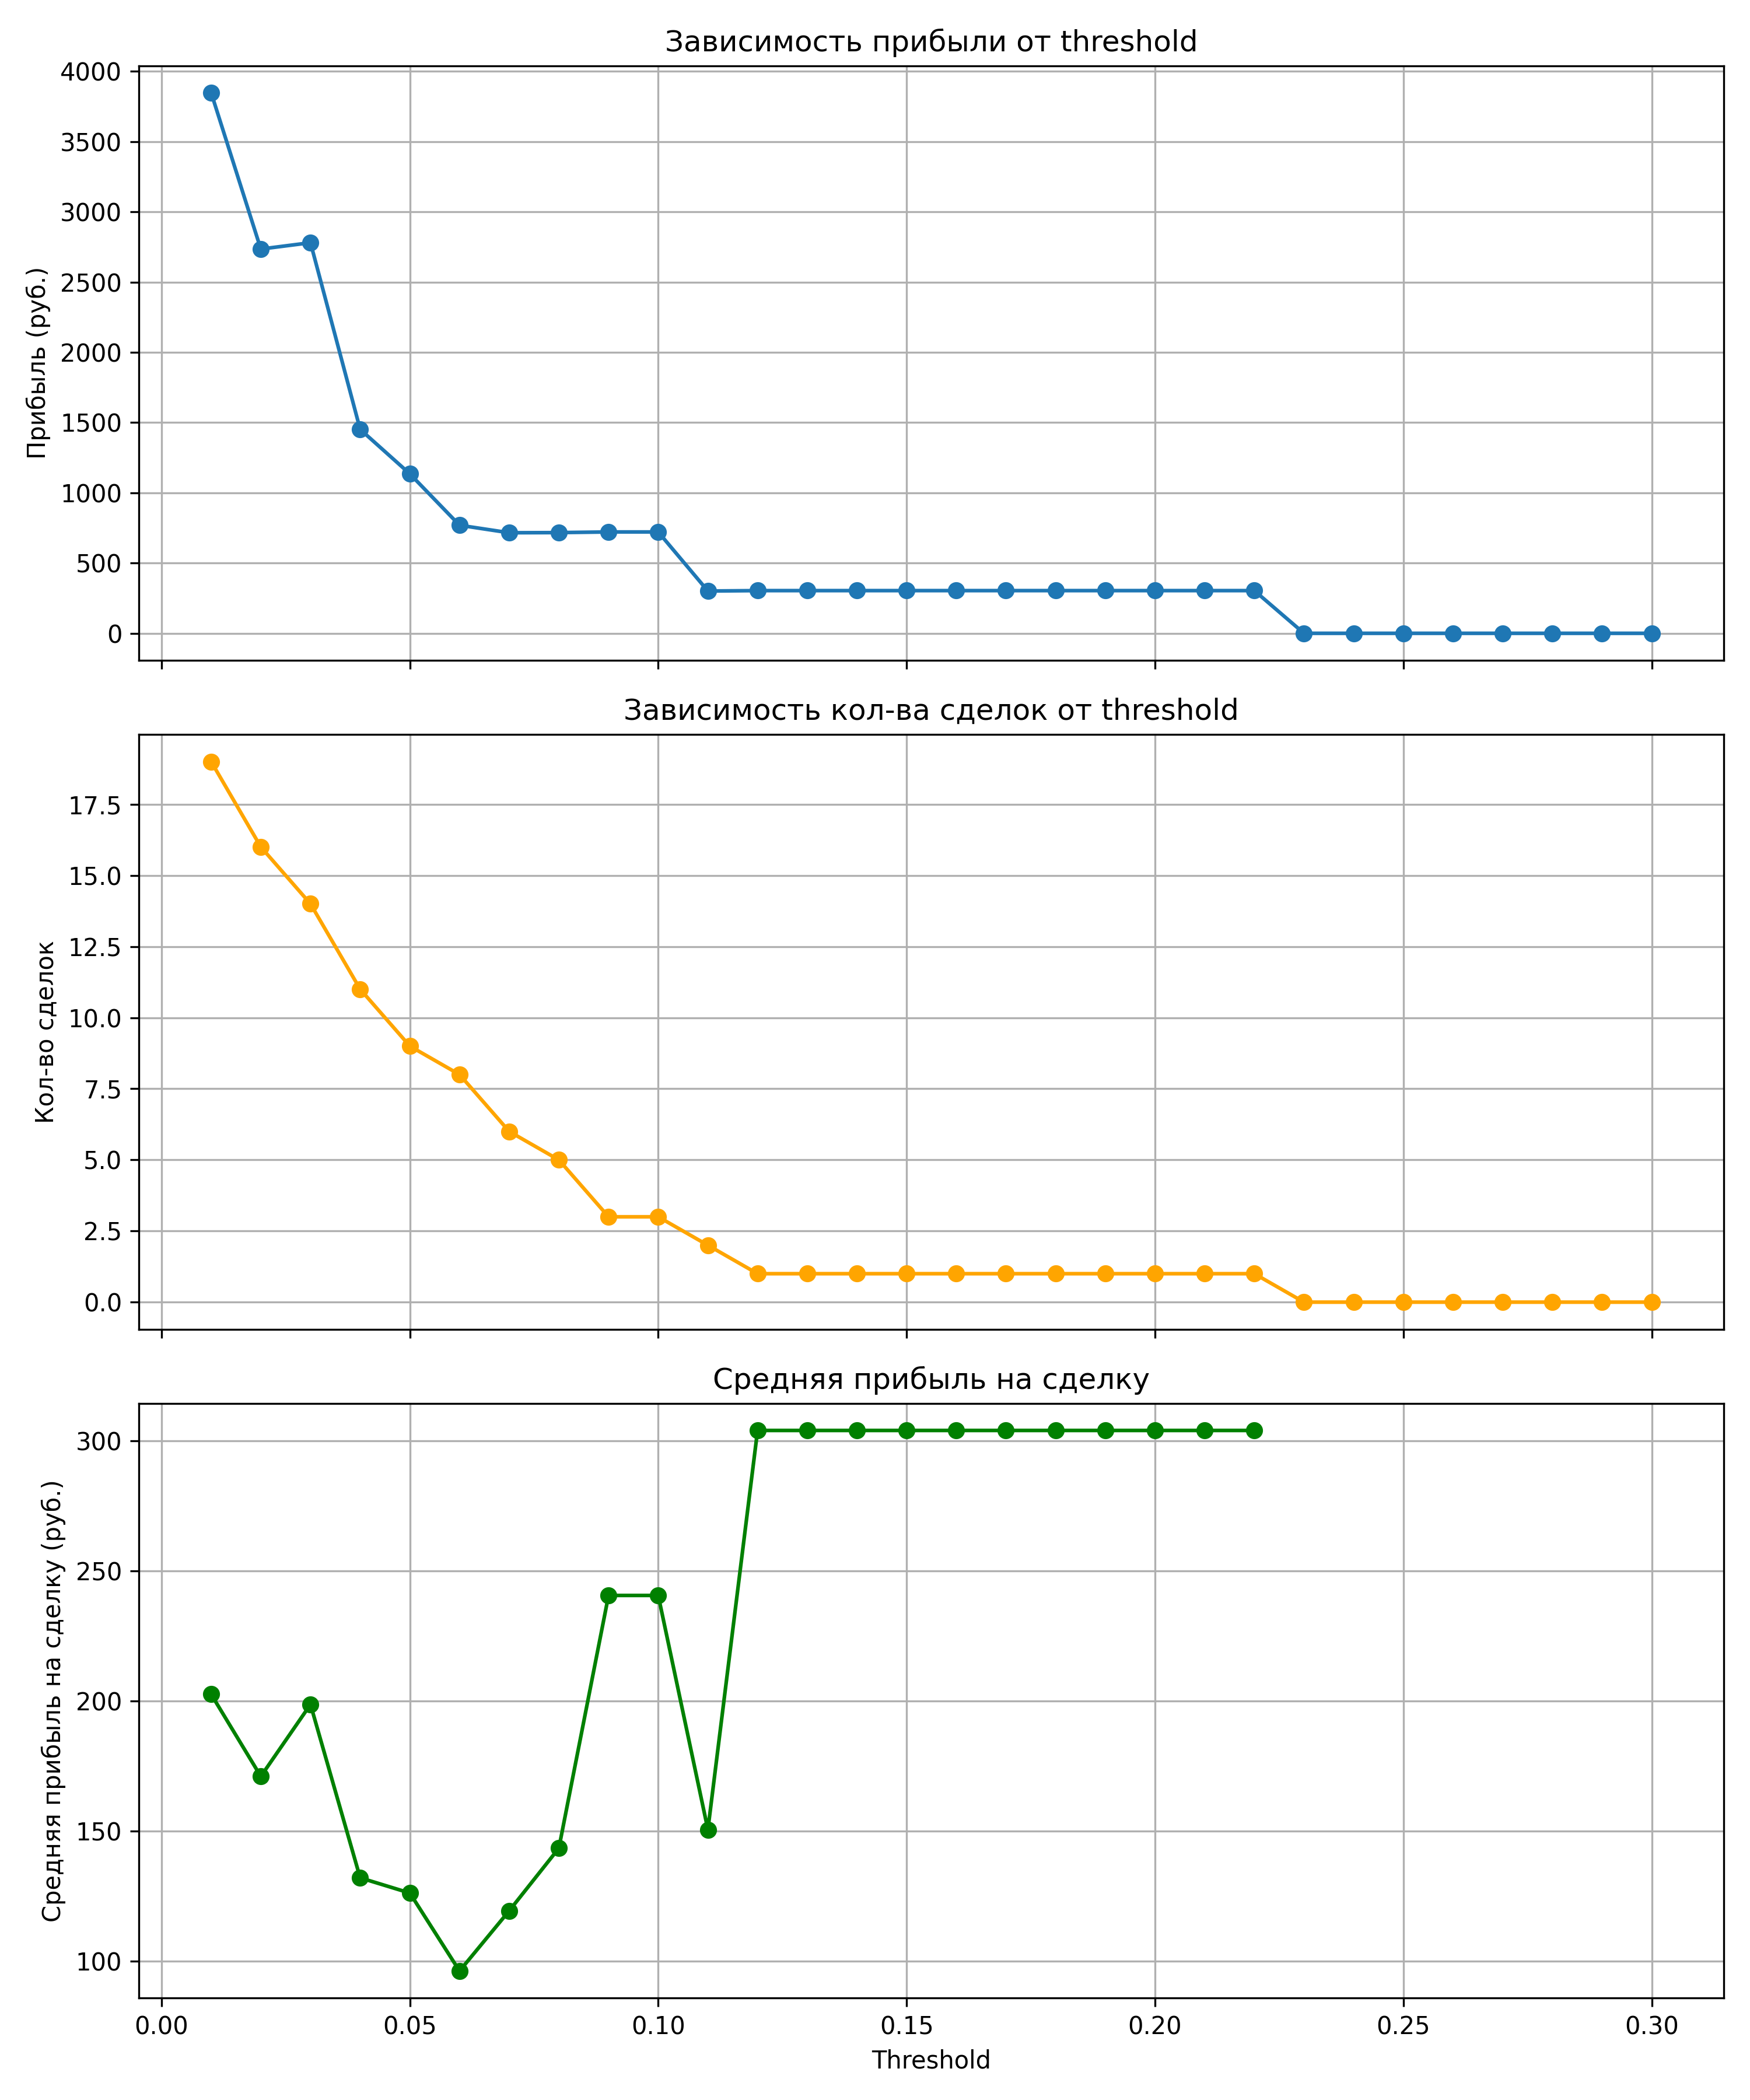 Зависимость прибыли от threshold
Прибыль (руб.)
4000
3500
3000
2500
2000
1500
1000
500
0
Зависимость кол-ва сделок от threshold
Кол-во сделок
17.5
15.0
12.5
10.0
7.5
5.0
2.5
0.0
Средняя прибыль на сделку
Средняя прибыль на сделку (руб.)
300
250
200
150
100
0.00 0.05 0.10 0.15 0.20 0.25 0.30
Threshold